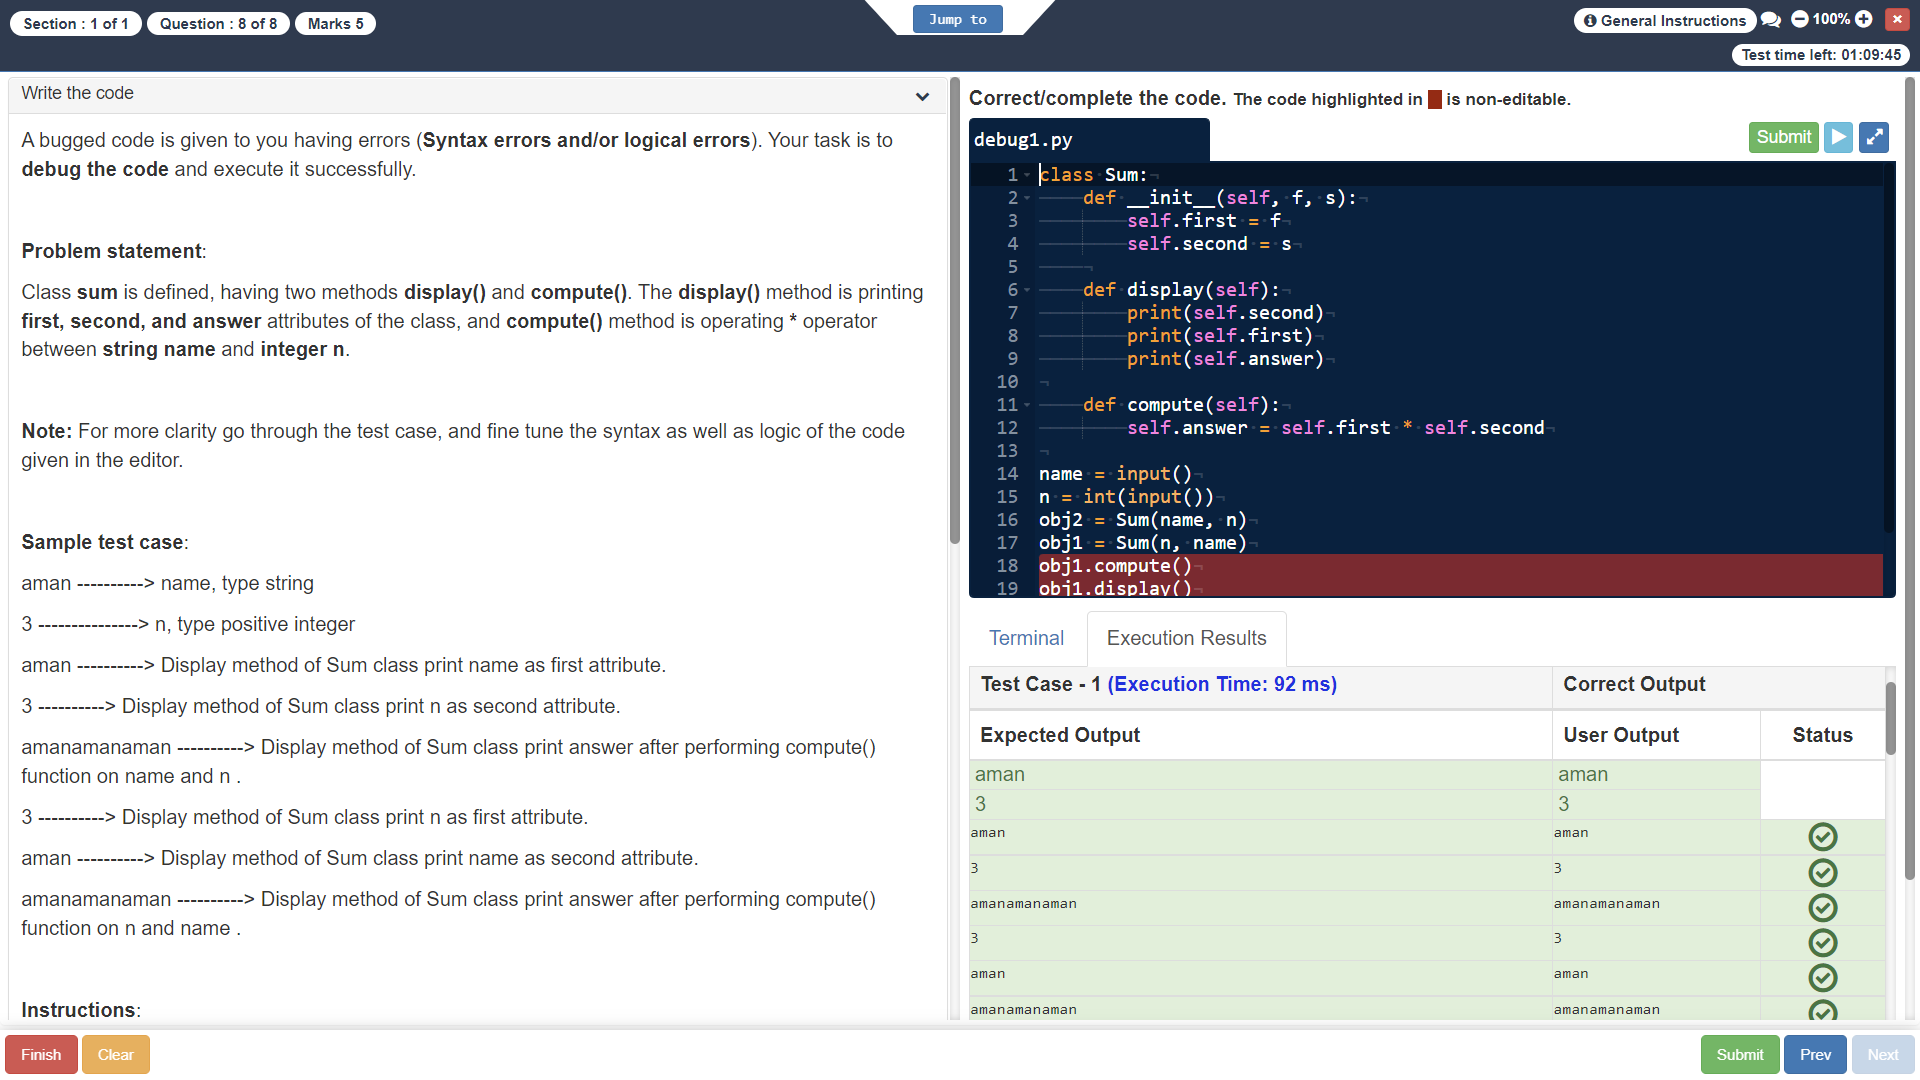 Section : 1 of 1
Question : 8 of 8
Marks 5
Jump to
General Instructions
100%
Test time left: 01:09:45
Write the code
A bugged code is given to you having errors (Syntax errors and/or logical errors). Your task is to
debug the code and execute it successfully.
Problem statement:
Class sum is defined, having two methods display() and compute(). The display() method is printing
first, second, and answer attributes of the class, and compute() method is operating * operator
between string name and integer n.
Note: For more clarity go through the test case, and fine tune the syntax as well as logic of the code
given in the editor.
Sample test case:
aman ----------> name, type string
3 ---------------> n, type positive integer
aman ----------> Display method of Sum class print name as first attribute.
3 ----------> Display method of Sum class print n as second attribute.
amanamanaman ----------> Display method of Sum class print answer after performing compute()
function on name and n .
3 ----------> Display method of Sum class print n as first attribute.
aman ----------> Display method of Sum class print name as second attribute.
amanamanaman ----------> Display method of Sum class print answer after performing compute()
function on n and name .
Instructions:
Correct/complete the code. The code highlighted in is non-editable.
debug1.py
Submit
1 class Sum:
2 def __init__(self, f, s):
3 self.first = f
4 self.second = s
5
6 def display(self):
7 print(self.second)
8 print(self.first)
9 print(self.answer)
10
11 def compute(self):
12 self.answer = self.first * self.second
13
14 name = input()
15 n = int(input())
16 obj2 = Sum(name, n)
17 obj1 = Sum(n, name)
18 obj1.compute()
19 obj1.display()
Terminal
Execution Results
Test Case - 1 (Execution Time: 92 ms)
Correct Output
Expected Output
User Output
Status
aman
aman
3
3
aman
aman
3
3
amanamanaman
amanamanaman
3
3
aman
aman
amanamanaman
amanamanaman
Finish
Clear
Submit
Prev
Next